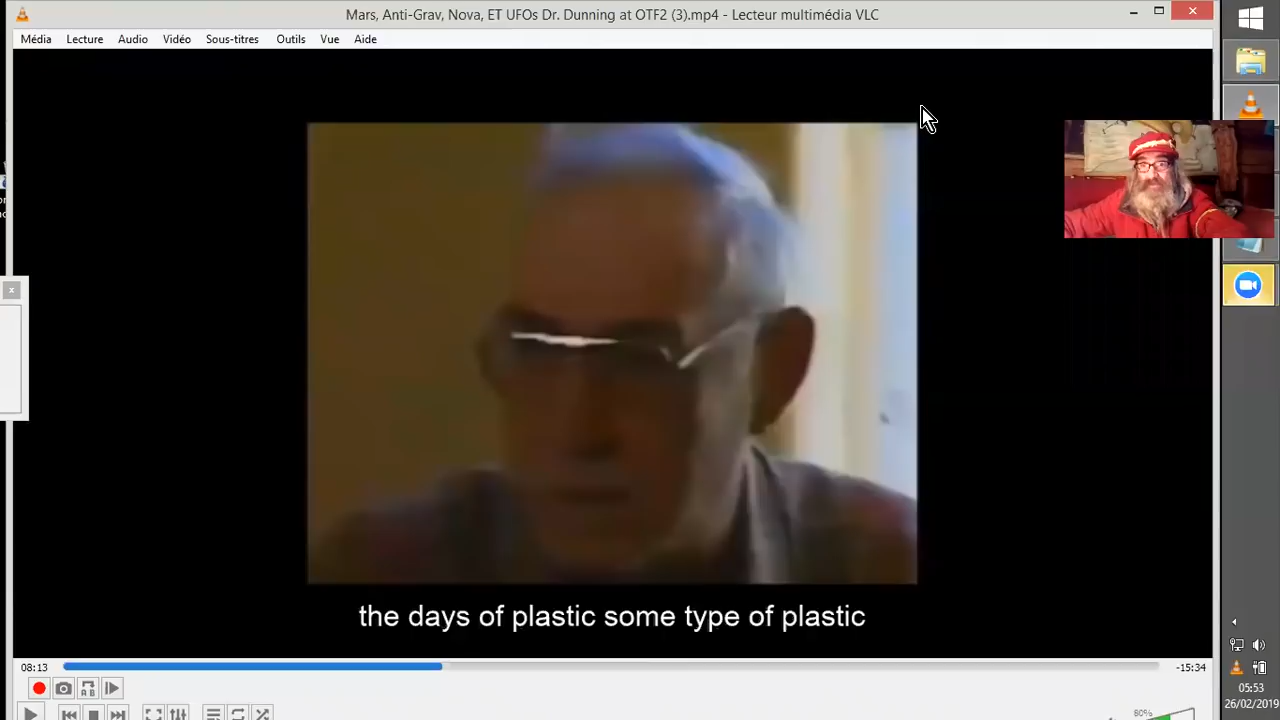 Mars, Anti-Grav, Nova, ET UFOs Dr. Dunning at OTF2 (3).mp4 - Lecteur multimédia VLC
Média Lecture Audio Vidéo Sous-titres Outils Vue Aide
the days of plastic some type of plastic
08:13
-15:34
80%
05:53
26/02/2019